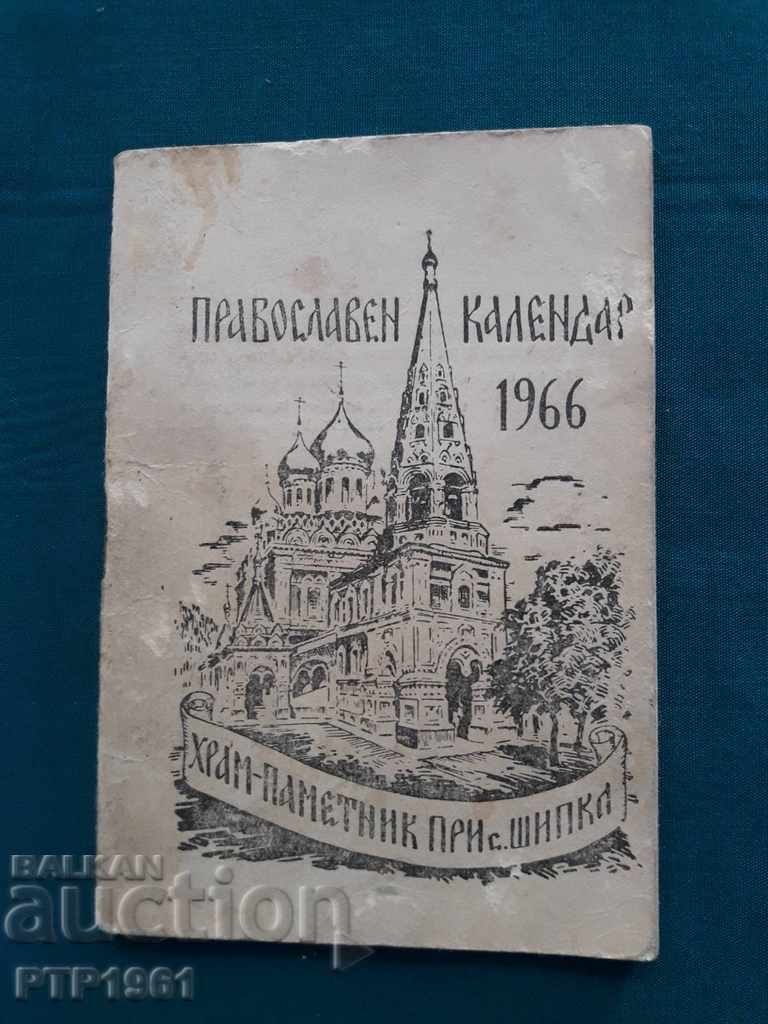 ПРАВОСЛАВЕН КАЛЕНДАР
1966
ХРАМ-ПАМЕТНИК ПРИ с. ШИПКА
BALKAN
auction
PTP1961